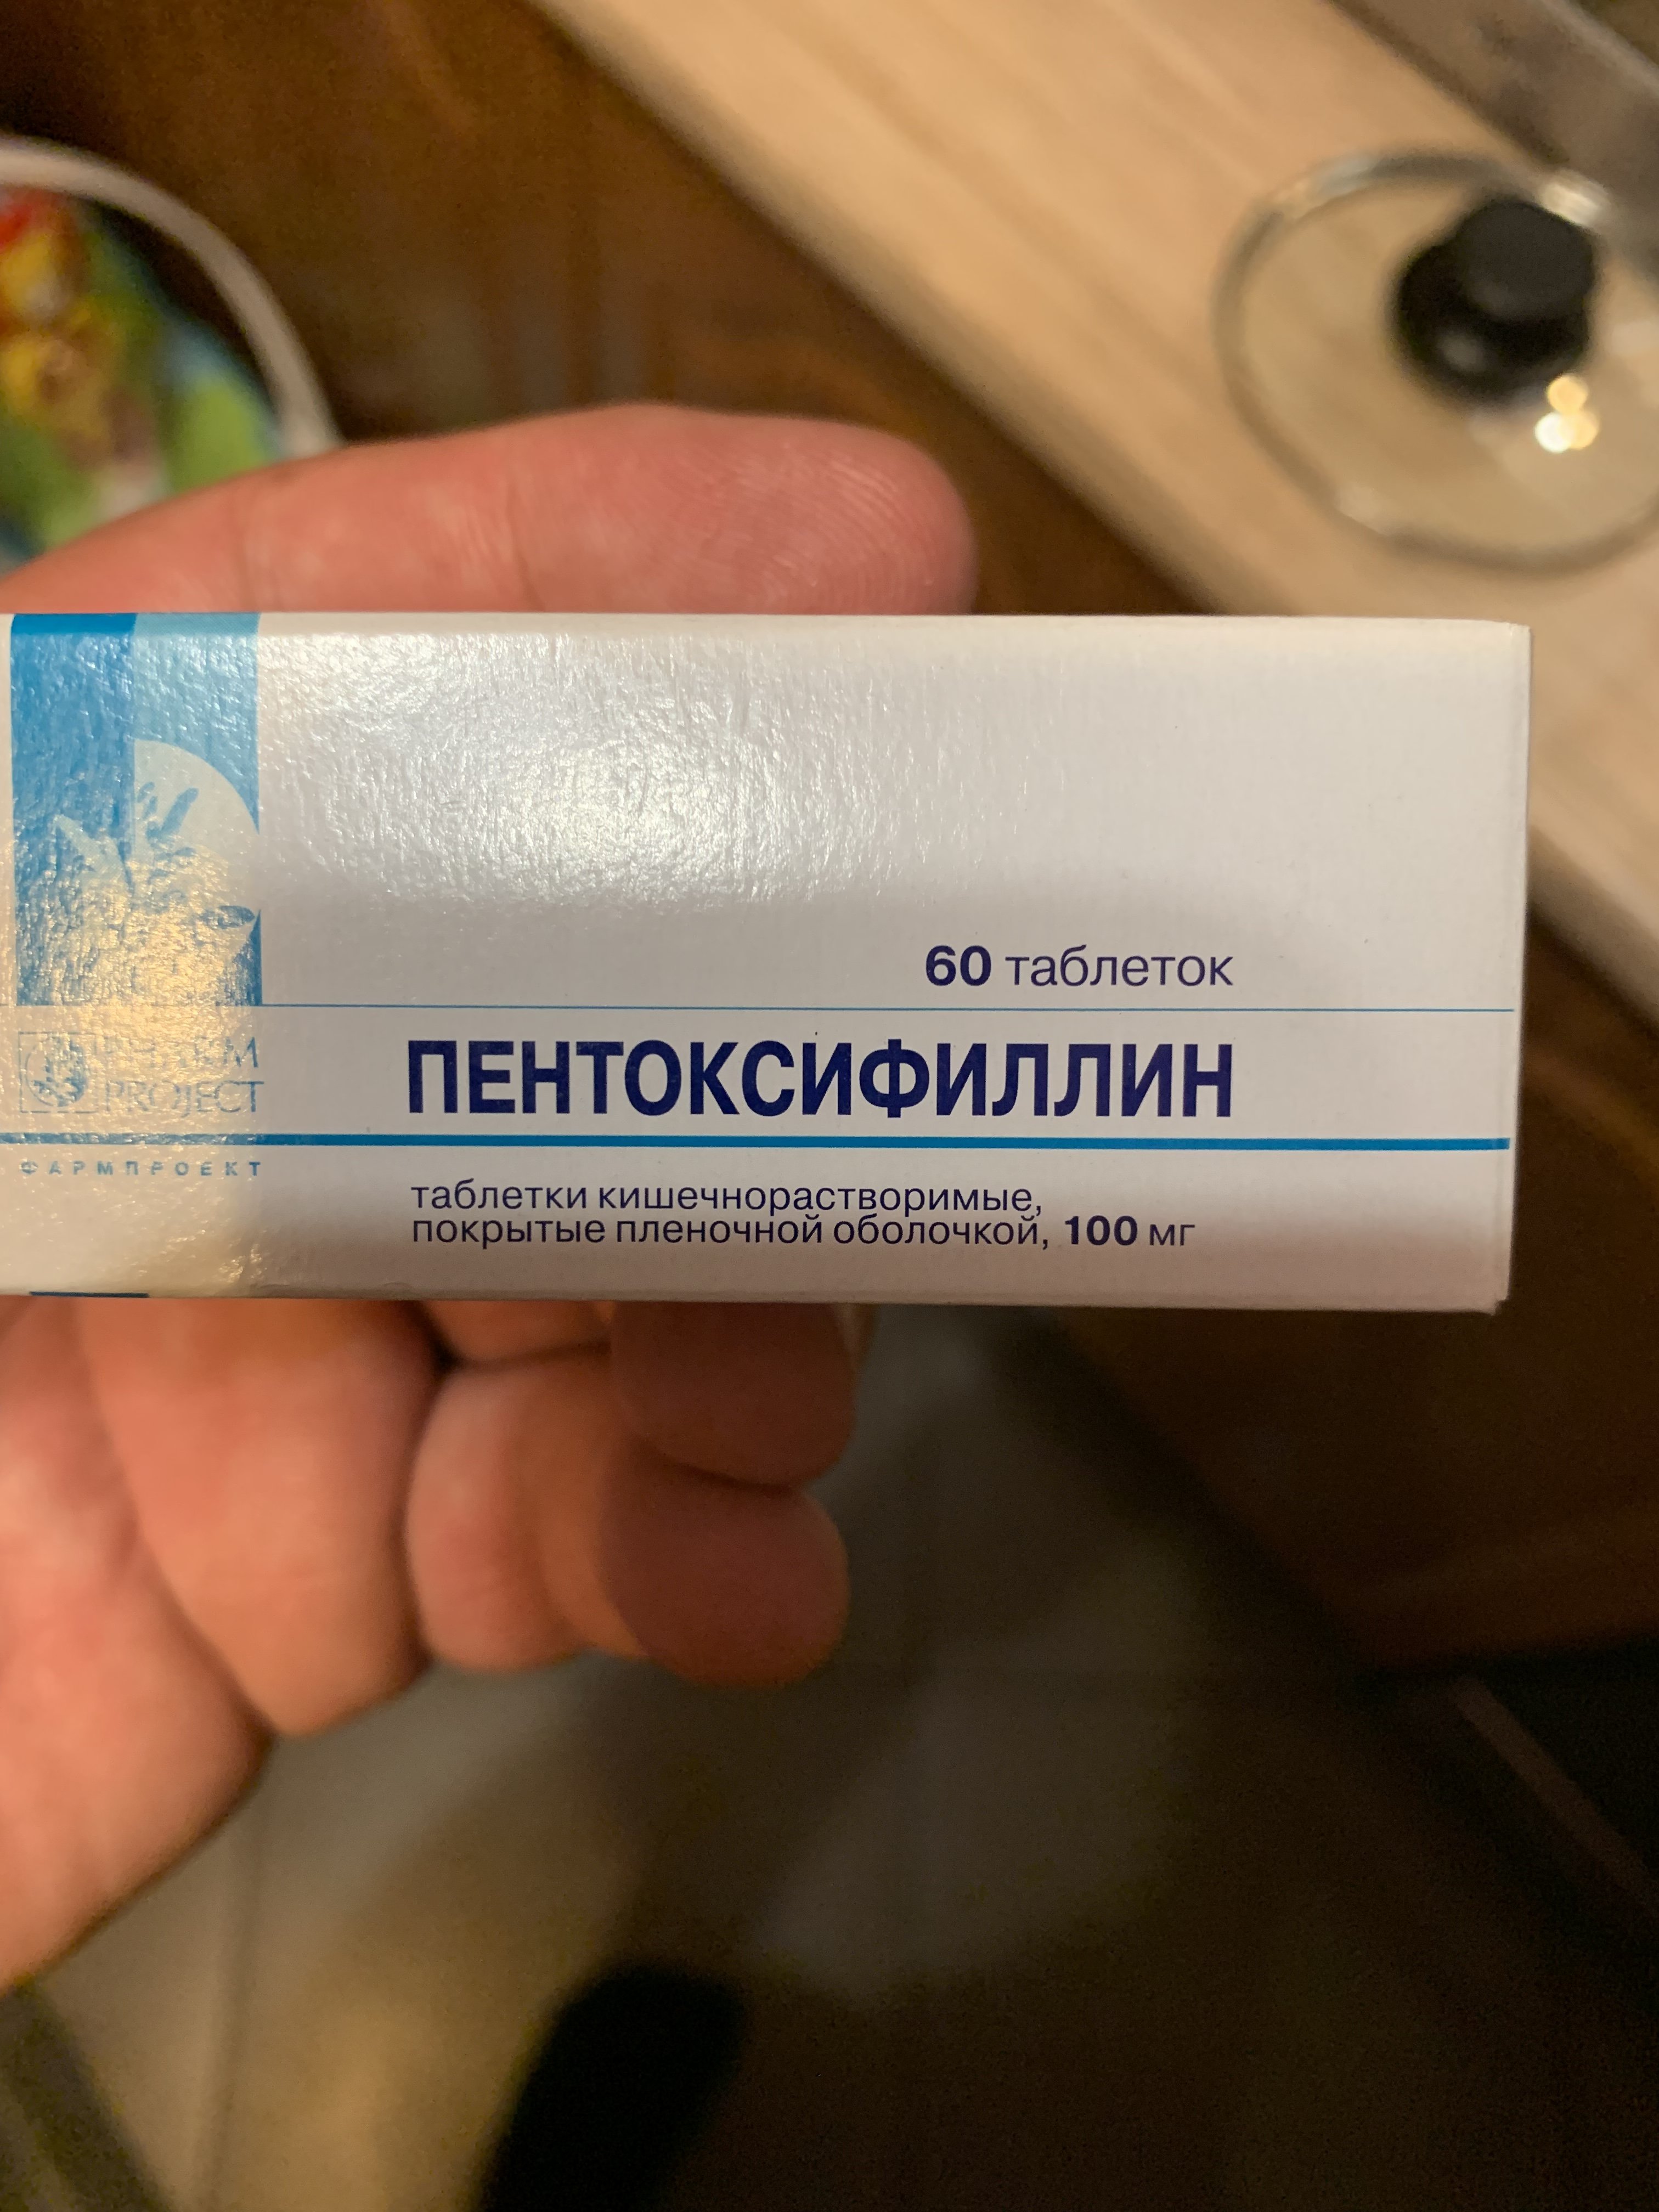 60 таблеток
PHARM
PROJECT
ПЕНТОКСИФИЛЛИН
ФАРМПРОЕКТ
таблетки кишечнорастворимые,
покрытые пленочной оболочкой, 100 мг